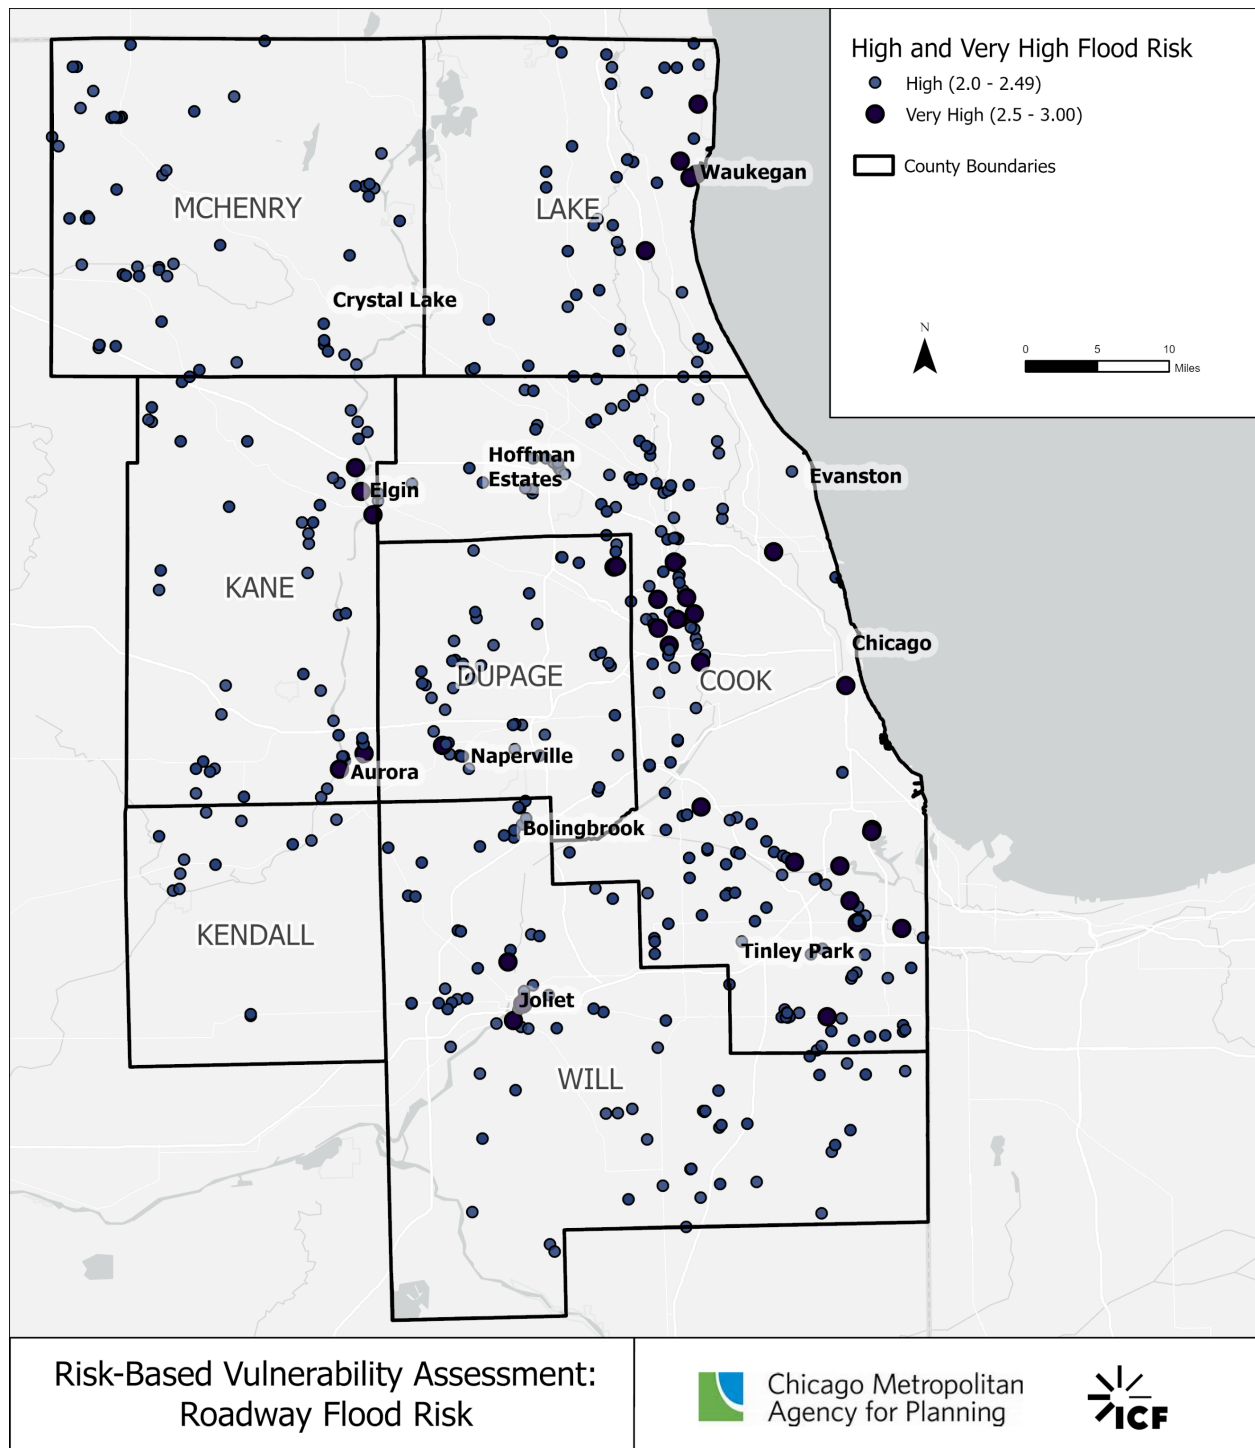 High and Very High Flood Risk
High (2.0 - 2.49)
Very High (2.5 - 3.00)
County Boundaries
N
0 5 10
Miles
Waukegan
MCHENRY
LAKE
Crystal Lake
Hoffman
Estates
Evanston
Elgin
KANE
Chicago
DUPAGE
COOK
Naperville
Aurora
Bolingbrook
KENDALL
Tinley Park
Joliet
WILL
Risk-Based Vulnerability Assessment:
Roadway Flood Risk
Chicago Metropolitan
Agency for Planning
ICF